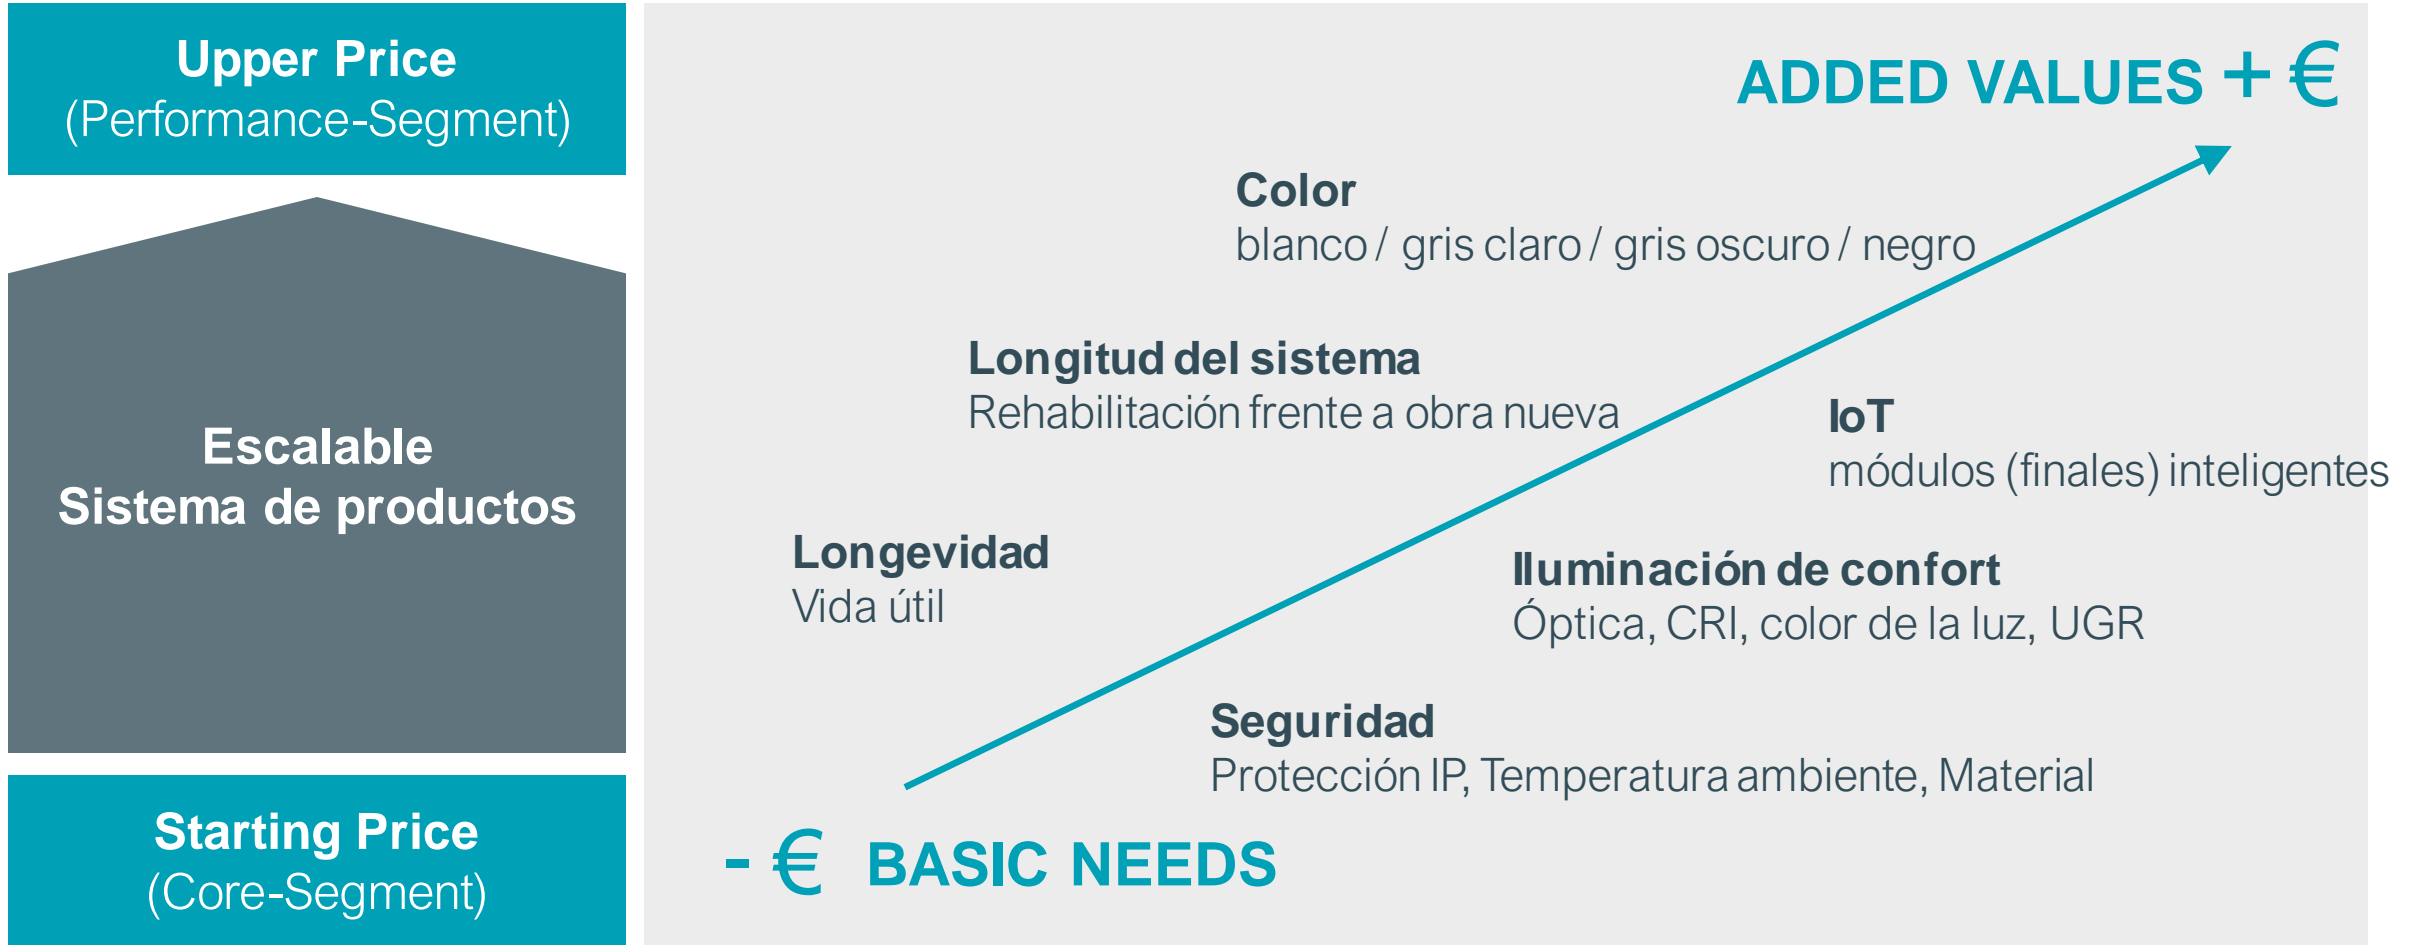 Upper Price
(Performance-Segment)
Escalable
Sistema de productos
Starting Price
(Core-Segment)
ADDED VALUES + €
Color
blanco / gris claro / gris oscuro / negro
Longitud del sistema
Rehabilitación frente a obra nueva
IoT
módulos (finales) inteligentes
Longevidad
Vida útil
Iluminación de confort
Óptica, CRI, color de la luz, UGR
Seguridad
Protección IP, Temperatura ambiente, Material
- € BASIC NEEDS